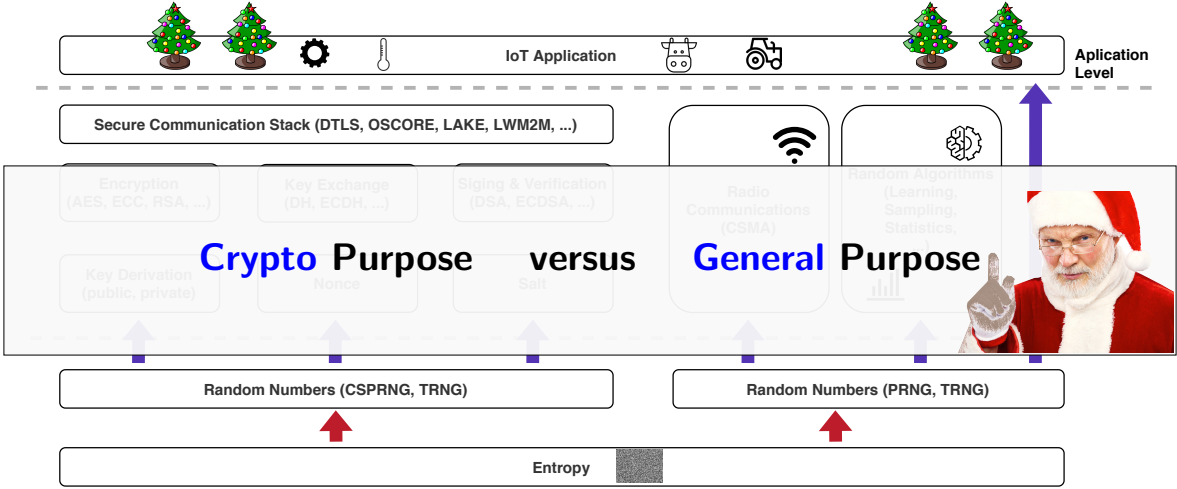 IoT Application
Aplication
Level
Secure Communication Stack (DTLS, OSCORE, LAKE, LWM2M, ...)
Encryption
(AES, ECC, RSA, ...)
Key Exchange
(DH, ECDH, ...)
Siging & Verification
(DSA, ECDSA, ...)
Radio
Communications
(CSMA)
Random Algorithms
(Learning,
Sampling,
Statistics,
Crypto Purpose versus General Purpose
Key Derivation
(public, private)
Nonce
Salt
Random Numbers (CSPRNG, TRNG)
Random Numbers (PRNG, TRNG)
Entropy